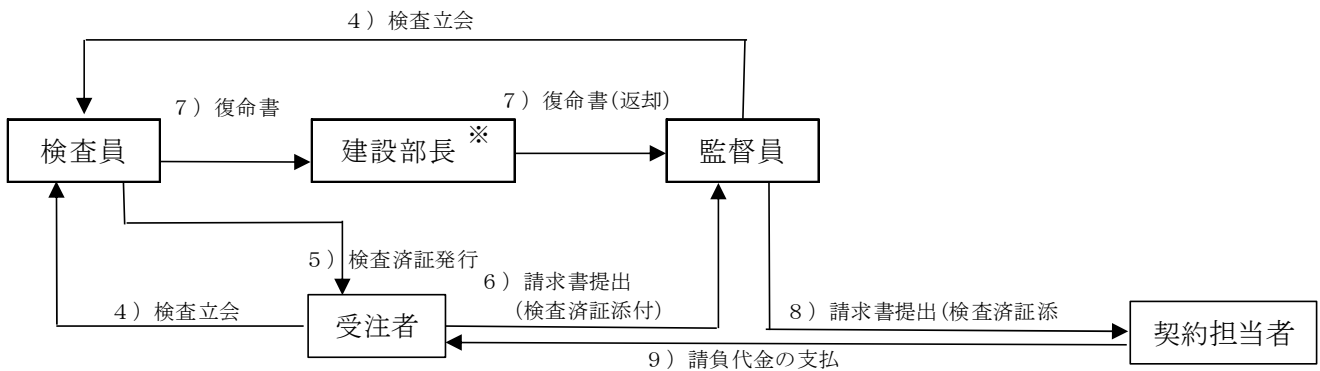 4）検査立会
7）復命書
7）復命書(返却)
検査員
建設部長※
監督員
5）検査済証発行
6）請求書提出
(検査済証添付)
4）検査立会
受注者
8）請求書提出(検査済証添
契約担当者
9）請負代金の支払